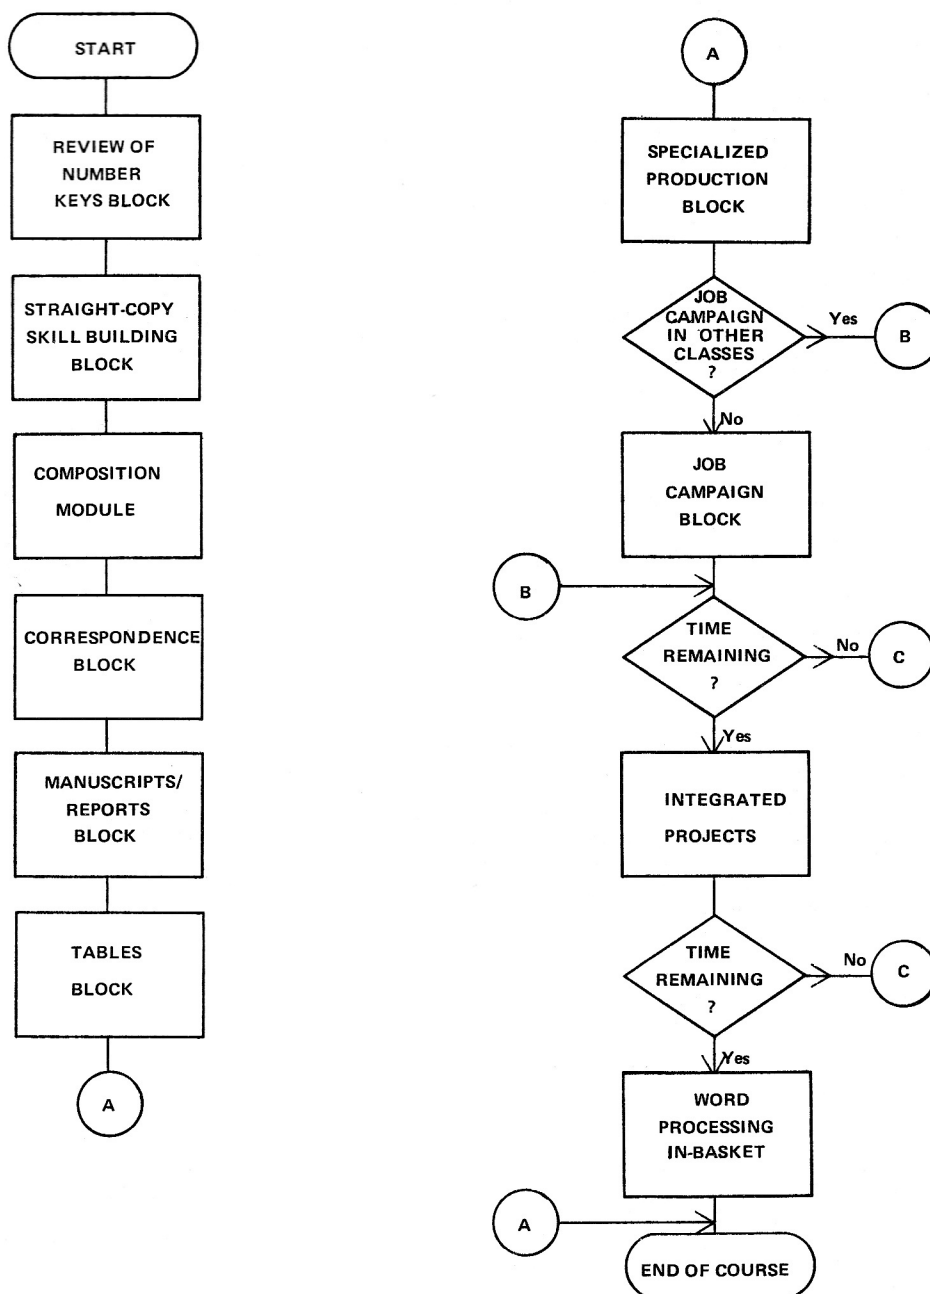 START
REVIEW OF
NUMBER
KEYS BLOCK
STRAIGHT-COPY
SKILL BUILDING
BLOCK
COMPOSITION
MODULE
CORRESPONDENCE
BLOCK
MANUSCRIPTS/
REPORTS
BLOCK
TABLES
BLOCK
A
A
SPECIALIZED
PRODUCTION
BLOCK
JOB
CAMPAIGN
IN OTHER
CLASSES
?
Yes
B
No
JOB
CAMPAIGN
BLOCK
B
TIME
REMAINING
?
No
C
Yes
INTEGRATED
PROJECTS
TIME
REMAINING
?
No
C
Yes
WORD
PROCESSING
IN-BASKET
A
END OF COURSE